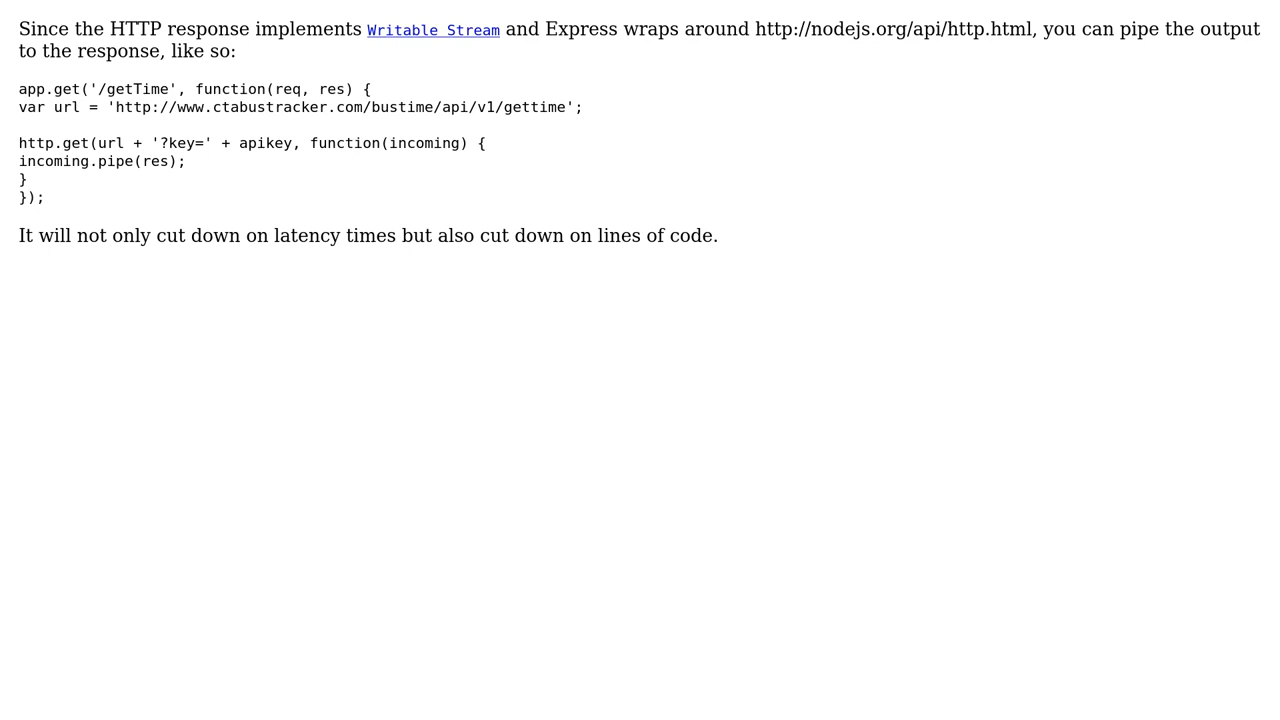 Since the HTTP response implements Writable Stream and Express wraps around http://nodejs.org/api/http.html, you can pipe the output
to the response, like so:
app.get('/getTime', function(req, res) {
var url = 'http://www.ctabustracker.com/bustime/api/v1/gettime';
http.get(url + '?key=' + apikey, function(incoming) {
incoming.pipe(res);
}
});
It will not only cut down on latency times but also cut down on lines of code.